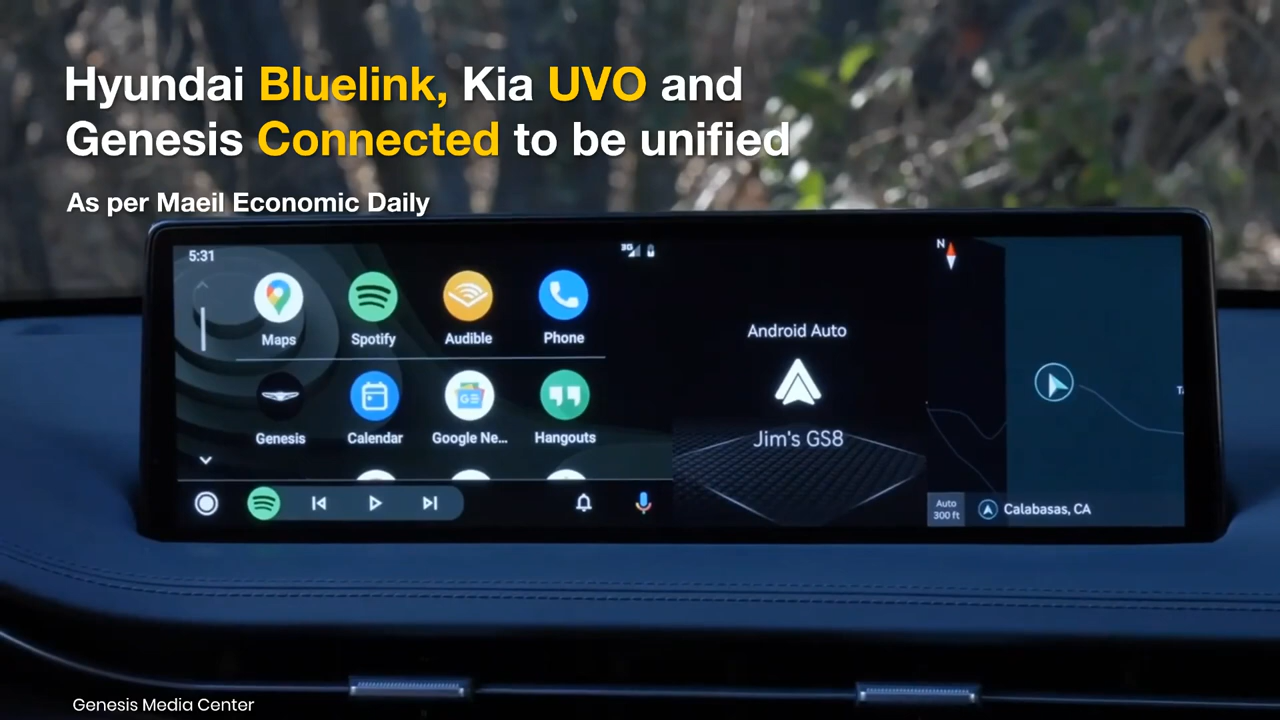 Hyundai Bluelink, Kia UVO and
Genesis Connected to be unified
As per Maeil Economic Daily
5:31
3G
N
Maps
Spotify
Audible
Phone
Android Auto
Genesis
Calendar
Google Ne...
Hangouts
Jim's GS8
Auto
300 ft
Calabasas, CA
Genesis Media Center